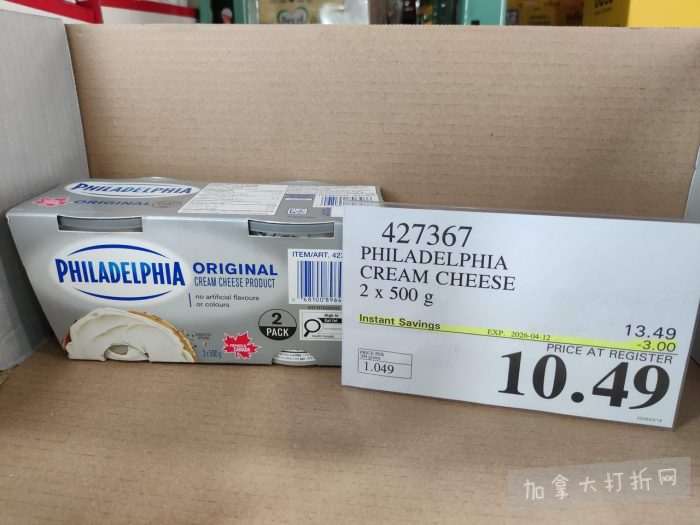 PHILADELPHIA
ORIGINAL
PHILADELPHIA
ORIGINAL
CREAM CHEESE PRODUCT
no artificial flavours
or colours
ITEM/ART. 427
2
PACK
427367
PHILADELPHIA
CREAM CHEESE
2 x 500 g
Instant Savings
EXP. 2026-04-12
13.49
-3.00
PRICE AT REGISTER
10.49
1.049
加拿大打折网